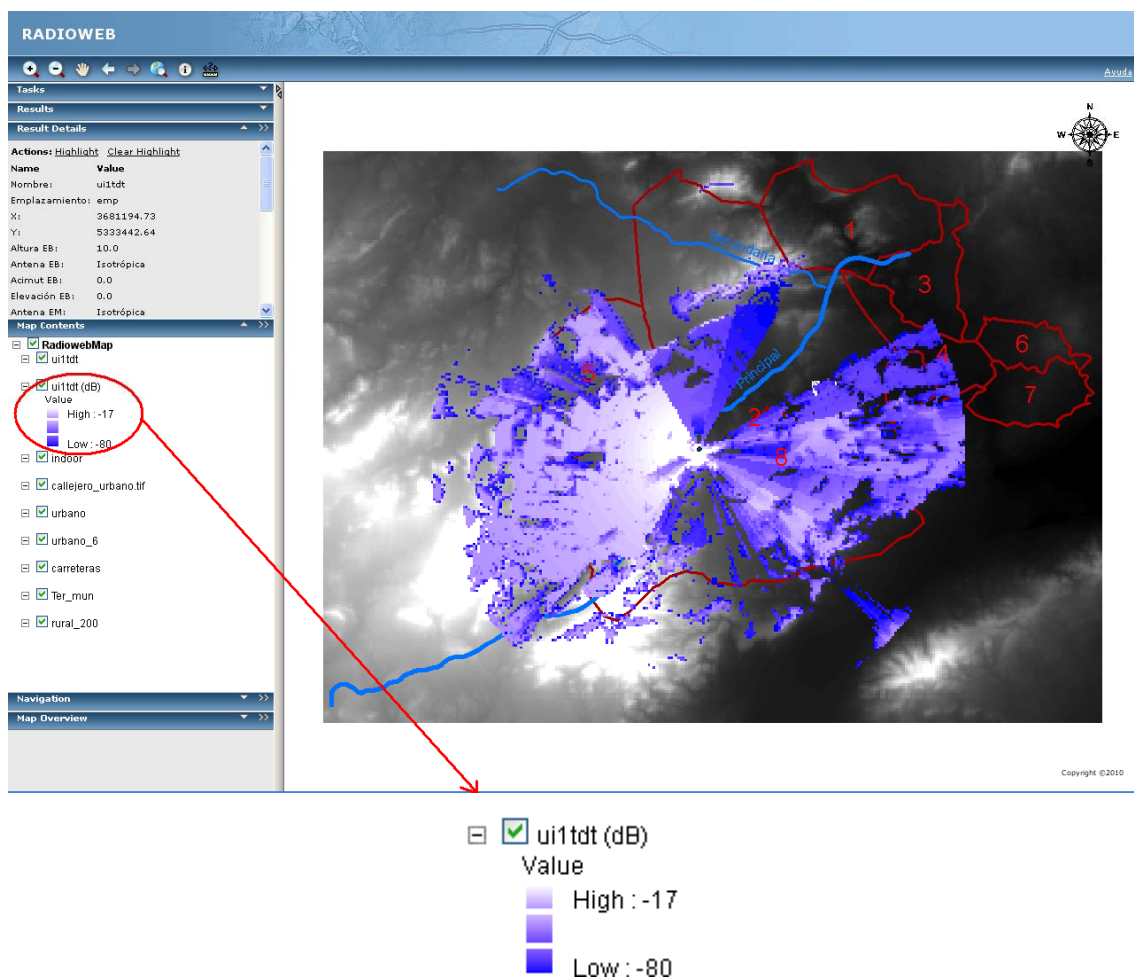 RADIOWEB
Ayuda
Tasks
Results
Result Details
Actions: Highlight Clear Highlight
Name Value
Nombre: ui1tdt
Emplazamiento: emp
X: 3681194.73
Y: 5333442.64
Altura EB: 10.0
Antena EB: Isotrópica
Acimut EB: 0.0
Elevación EB: 0.0
Antena EM: Isotrópica
Map Contents
RadiowebMap
ui1tdt
ui1tdt (dB)
Value
High : -17
Low : -80
indoor
callejero_urbano.tif
urbano
urbano_6
carreteras
Ter_mun
rural_200
Navigation
Map Overview
N
W E
S
1
Secundaria
3
6
4
5
Principal
7
2
8
Copyright ©2010
ui1tdt (dB)
Value
High : -17
Low : -80